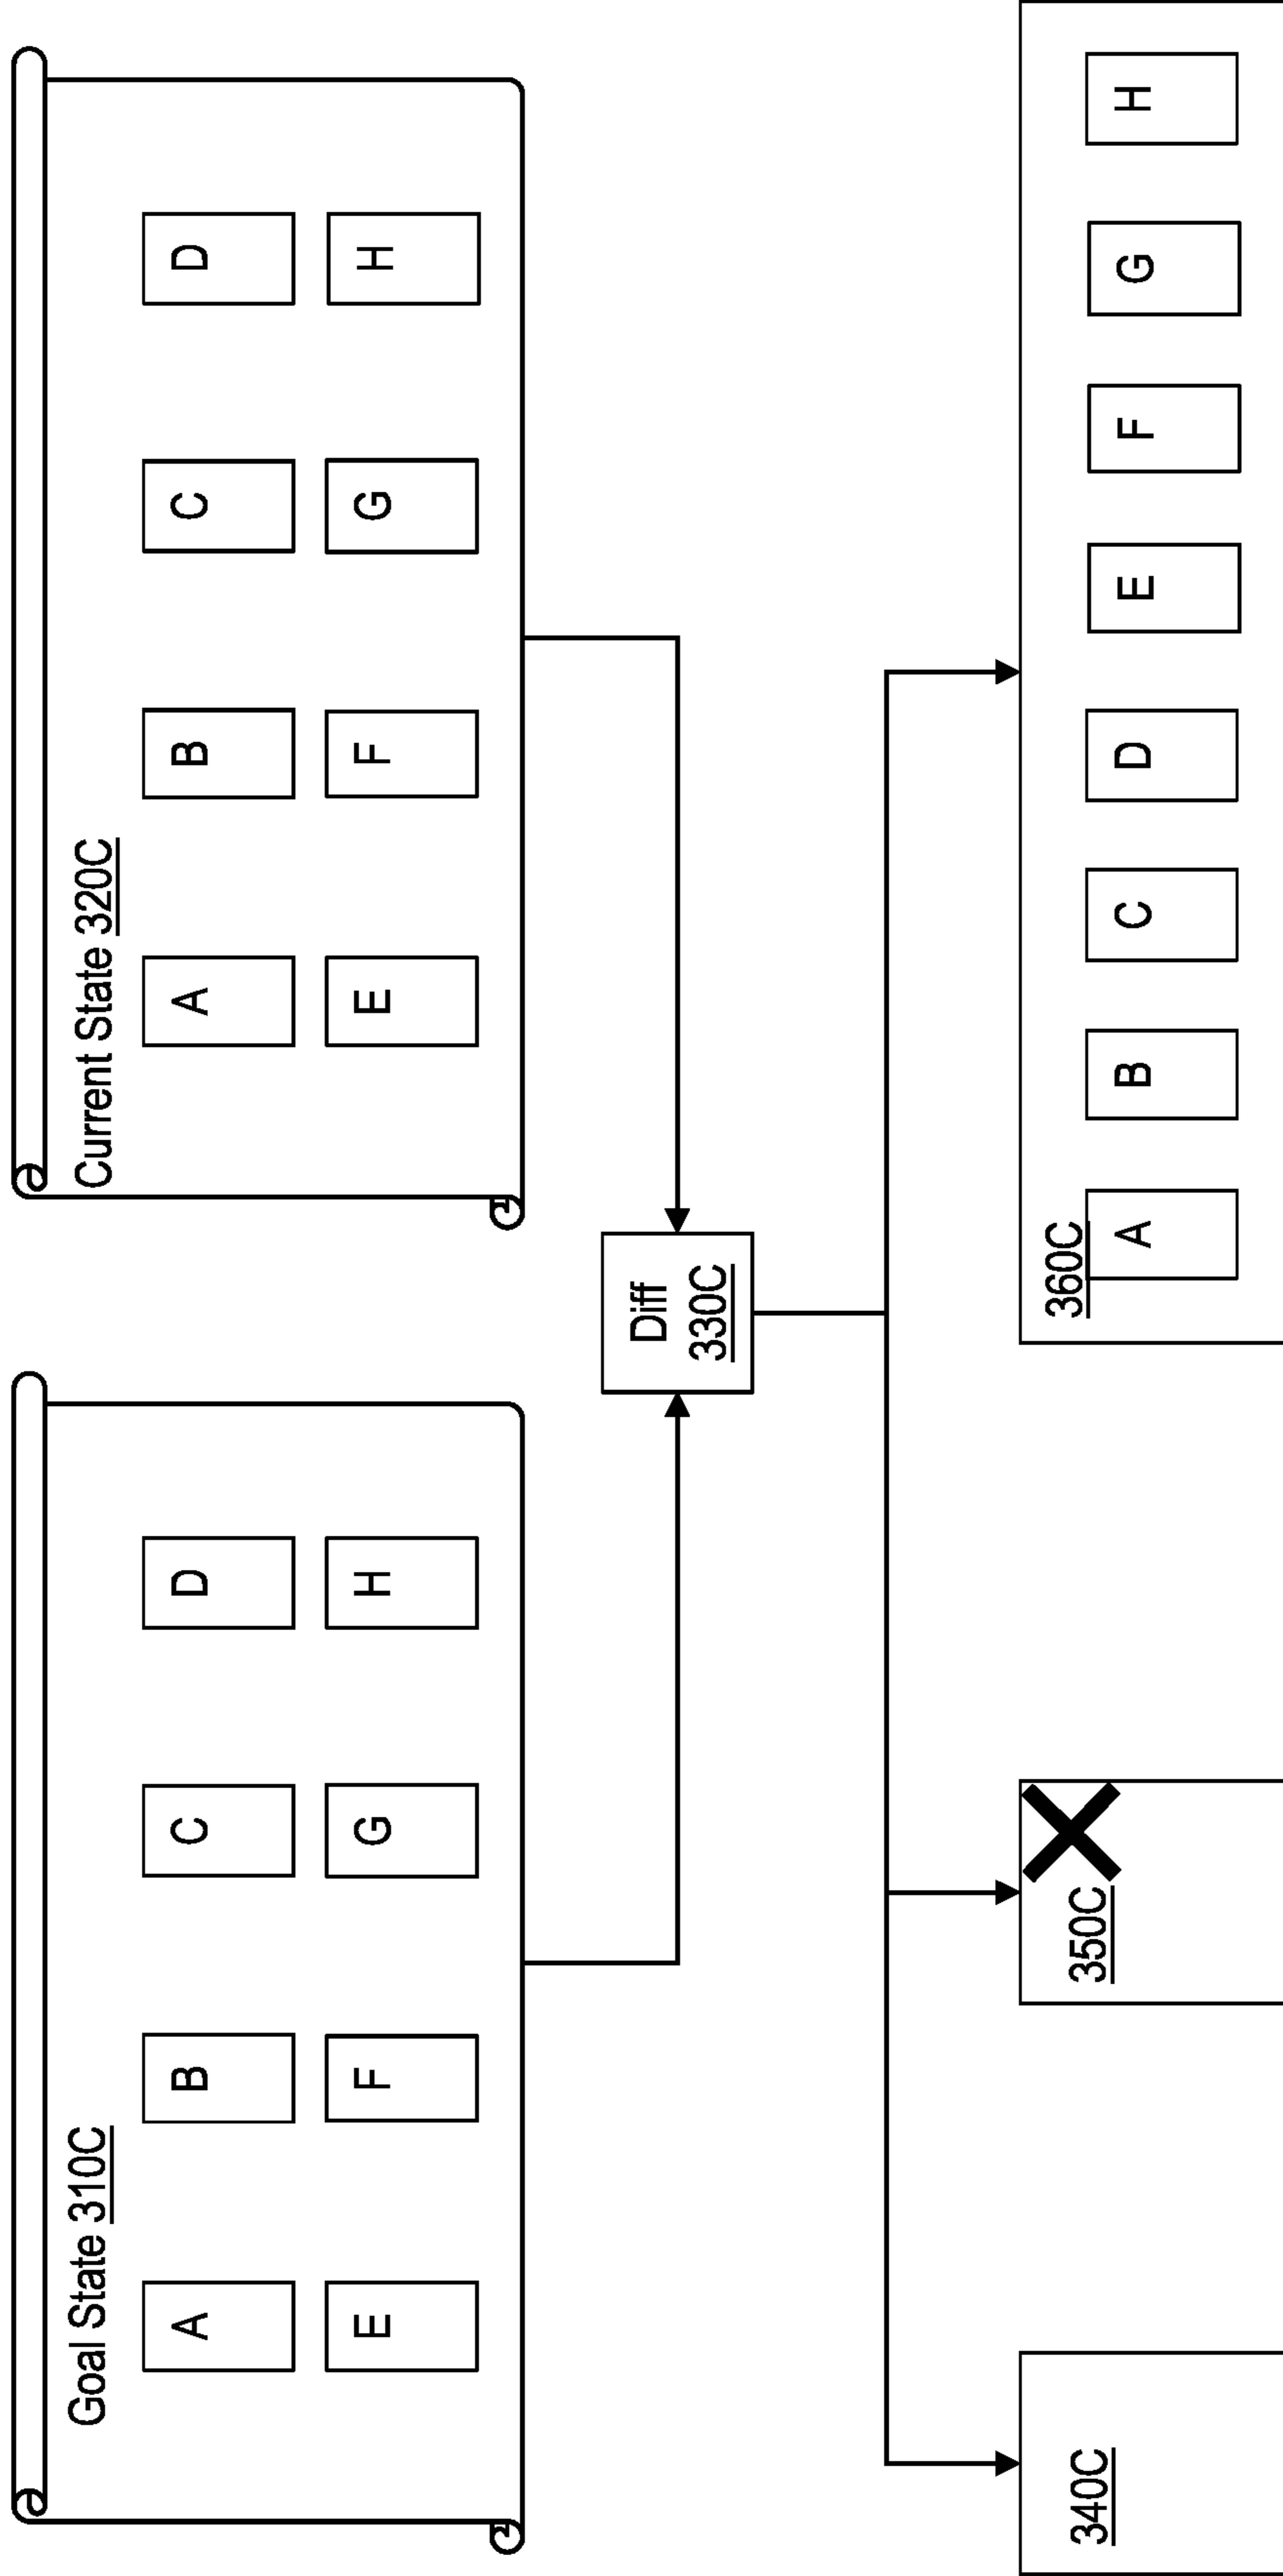 Goal State 310C
A B C D
E F G H
Current State 320C
A B C D
E F G H
Diff
330C
340C
350C
360C
A B C D E F G H